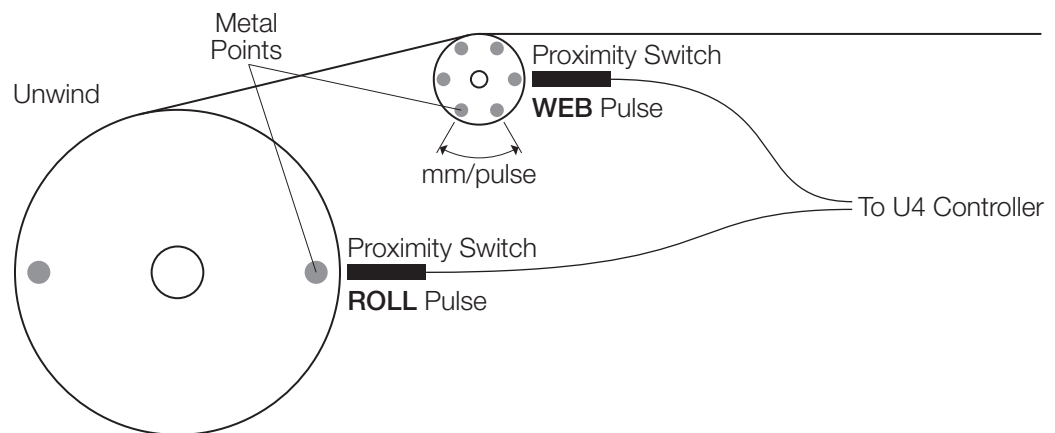 Metal
Points
Unwind
Proximity Switch
WEB Pulse
mm/pulse
To U4 Controller
Proximity Switch
ROLL Pulse